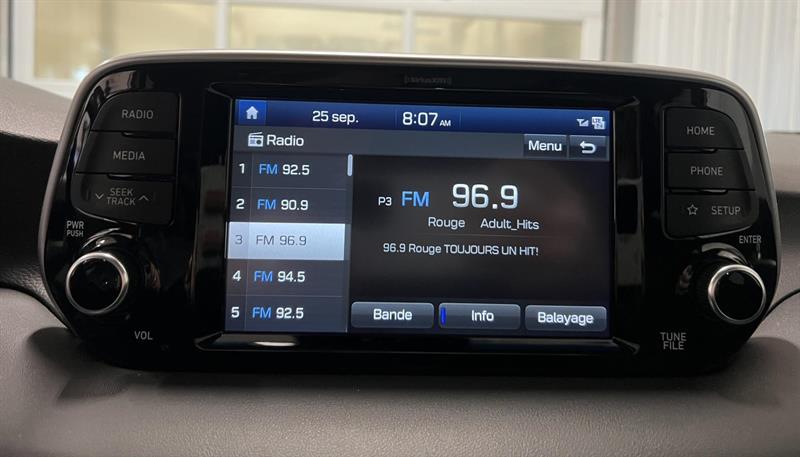 SiriusXM
RADIO
MEDIA
SEEK
TRACK
PWR
PUSH
VOL
25 sep. 8:07 AM
Radio
Menu
1 FM 92.5
2 FM 90.9
3 FM 96.9
4 FM 94.5
5 FM 92.5
P3 FM 96.9
Rouge Adult_Hits
96.9 Rouge TOUJOURS UN HIT!
Bande
Info
Balayage
HOME
PHONE
SETUP
ENTER
TUNE
FILE